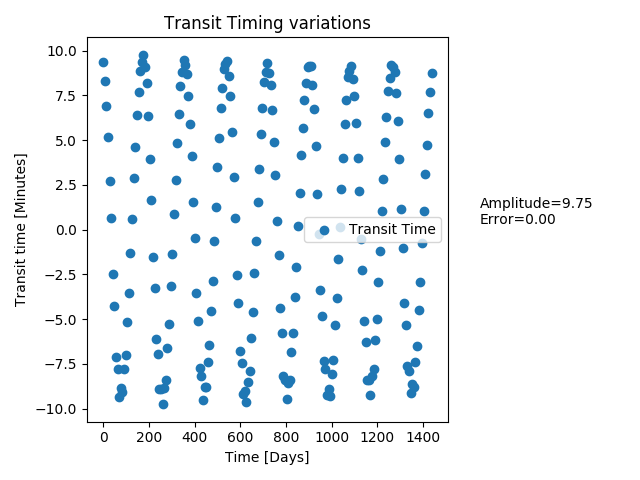 Transit Timing variations
Transit time [Minutes]
10.0
7.5
5.0
2.5
0.0
−2.5
−5.0
−7.5
−10.0
Transit Time
Amplitude=9.75
Error=0.00
0 200 400 600 800 1000 1200 1400
Time [Days]